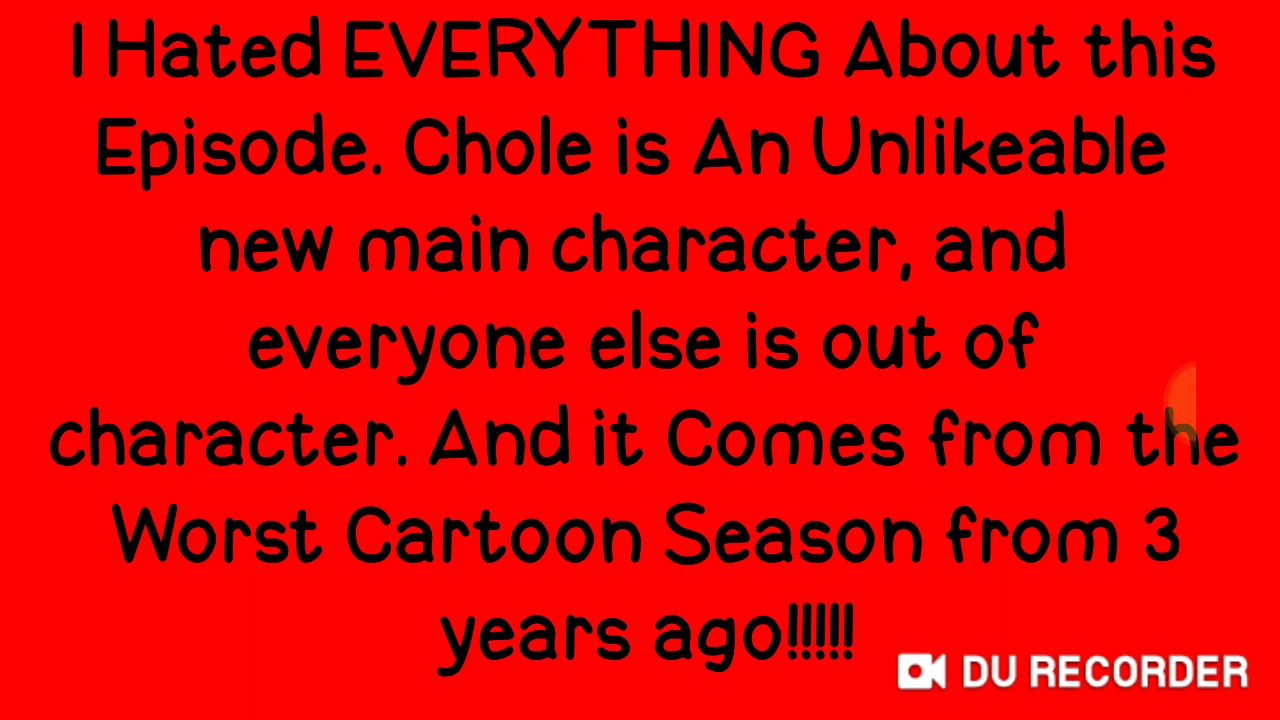 I Hated EVERYTHING About this
Episode. Chole is An Unlikeable
new main character, and
everyone else is out of
character. And it Comes from the
Worst Cartoon Season from 3
years ago!!!!!
DU RECORDER